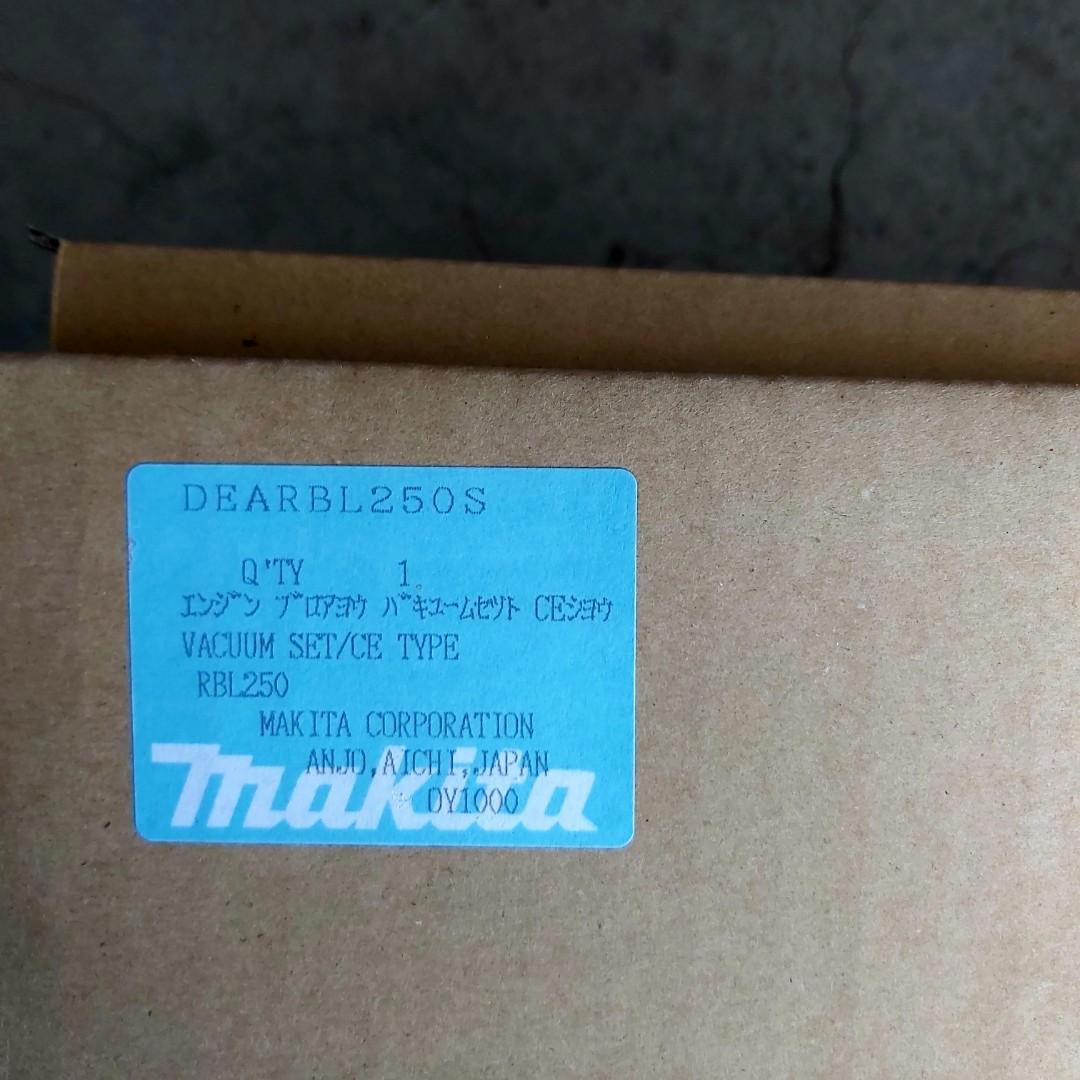 DEARBL250S
Q'TY 1.
エンジン ブロアヨウ バキュームセット CEショウ
VACUUM SET/CE TYPE
RBL250
MAKITA CORPORATION
ANJO,AICHI,JAPAN
makita
DY1000